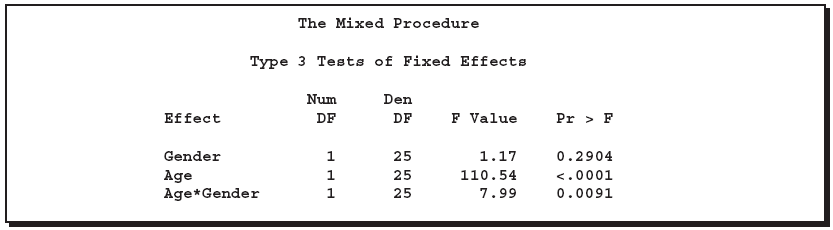 The Mixed Procedure
Type 3 Tests of Fixed Effects
Num Den
Effect DF DF F Value Pr > F
Gender 1 25 1.17 0.2904
Age 1 25 110.54 <.0001
Age*Gender 1 25 7.99 0.0091